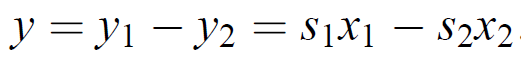 y = y₁ − y₂ = s₁x₁ − s₂x₂.